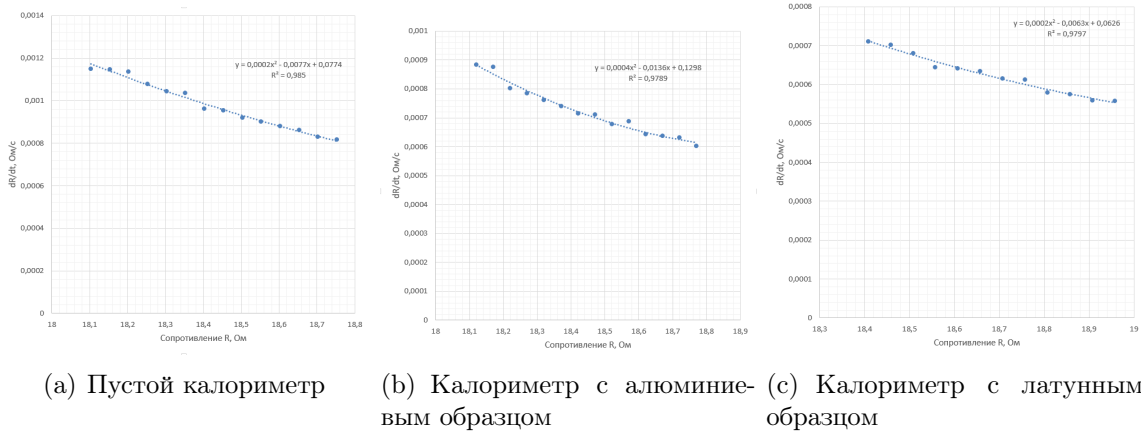 0,0014
0,0012
0,001
0,0008
0,0006
0,0004
0,0002
0
dR/dt, Ом/с
y = 0,0002x² - 0,0077x + 0,0774
R² = 0,985
18 18,1 18,2 18,3 18,4 18,5 18,6 18,7 18,8
Сопротивление R, Ом
(a) Пустой калориметр
0,001
0,0009
0,0008
0,0007
0,0006
0,0005
0,0004
0,0003
0,0002
0,0001
0
dR/dt, Ом/с
y = 0,0004x² - 0,0136x + 0,1298
R² = 0,9789
18 18,1 18,2 18,3 18,4 18,5 18,6 18,7 18,8 18,9
Сопротивление R, Ом
(b) Калориметр с алюминие-
вым образцом
0,0008
0,0007
0,0006
0,0005
0,0004
0,0003
0,0002
0,0001
0
dR/dt, Ом/с
y = 0,0002x² - 0,0063x + 0,0626
R² = 0,9797
18,3 18,4 18,5 18,6 18,7 18,8 18,9 19
Сопротивление R, Ом
(c) Калориметр с латунным
образцом